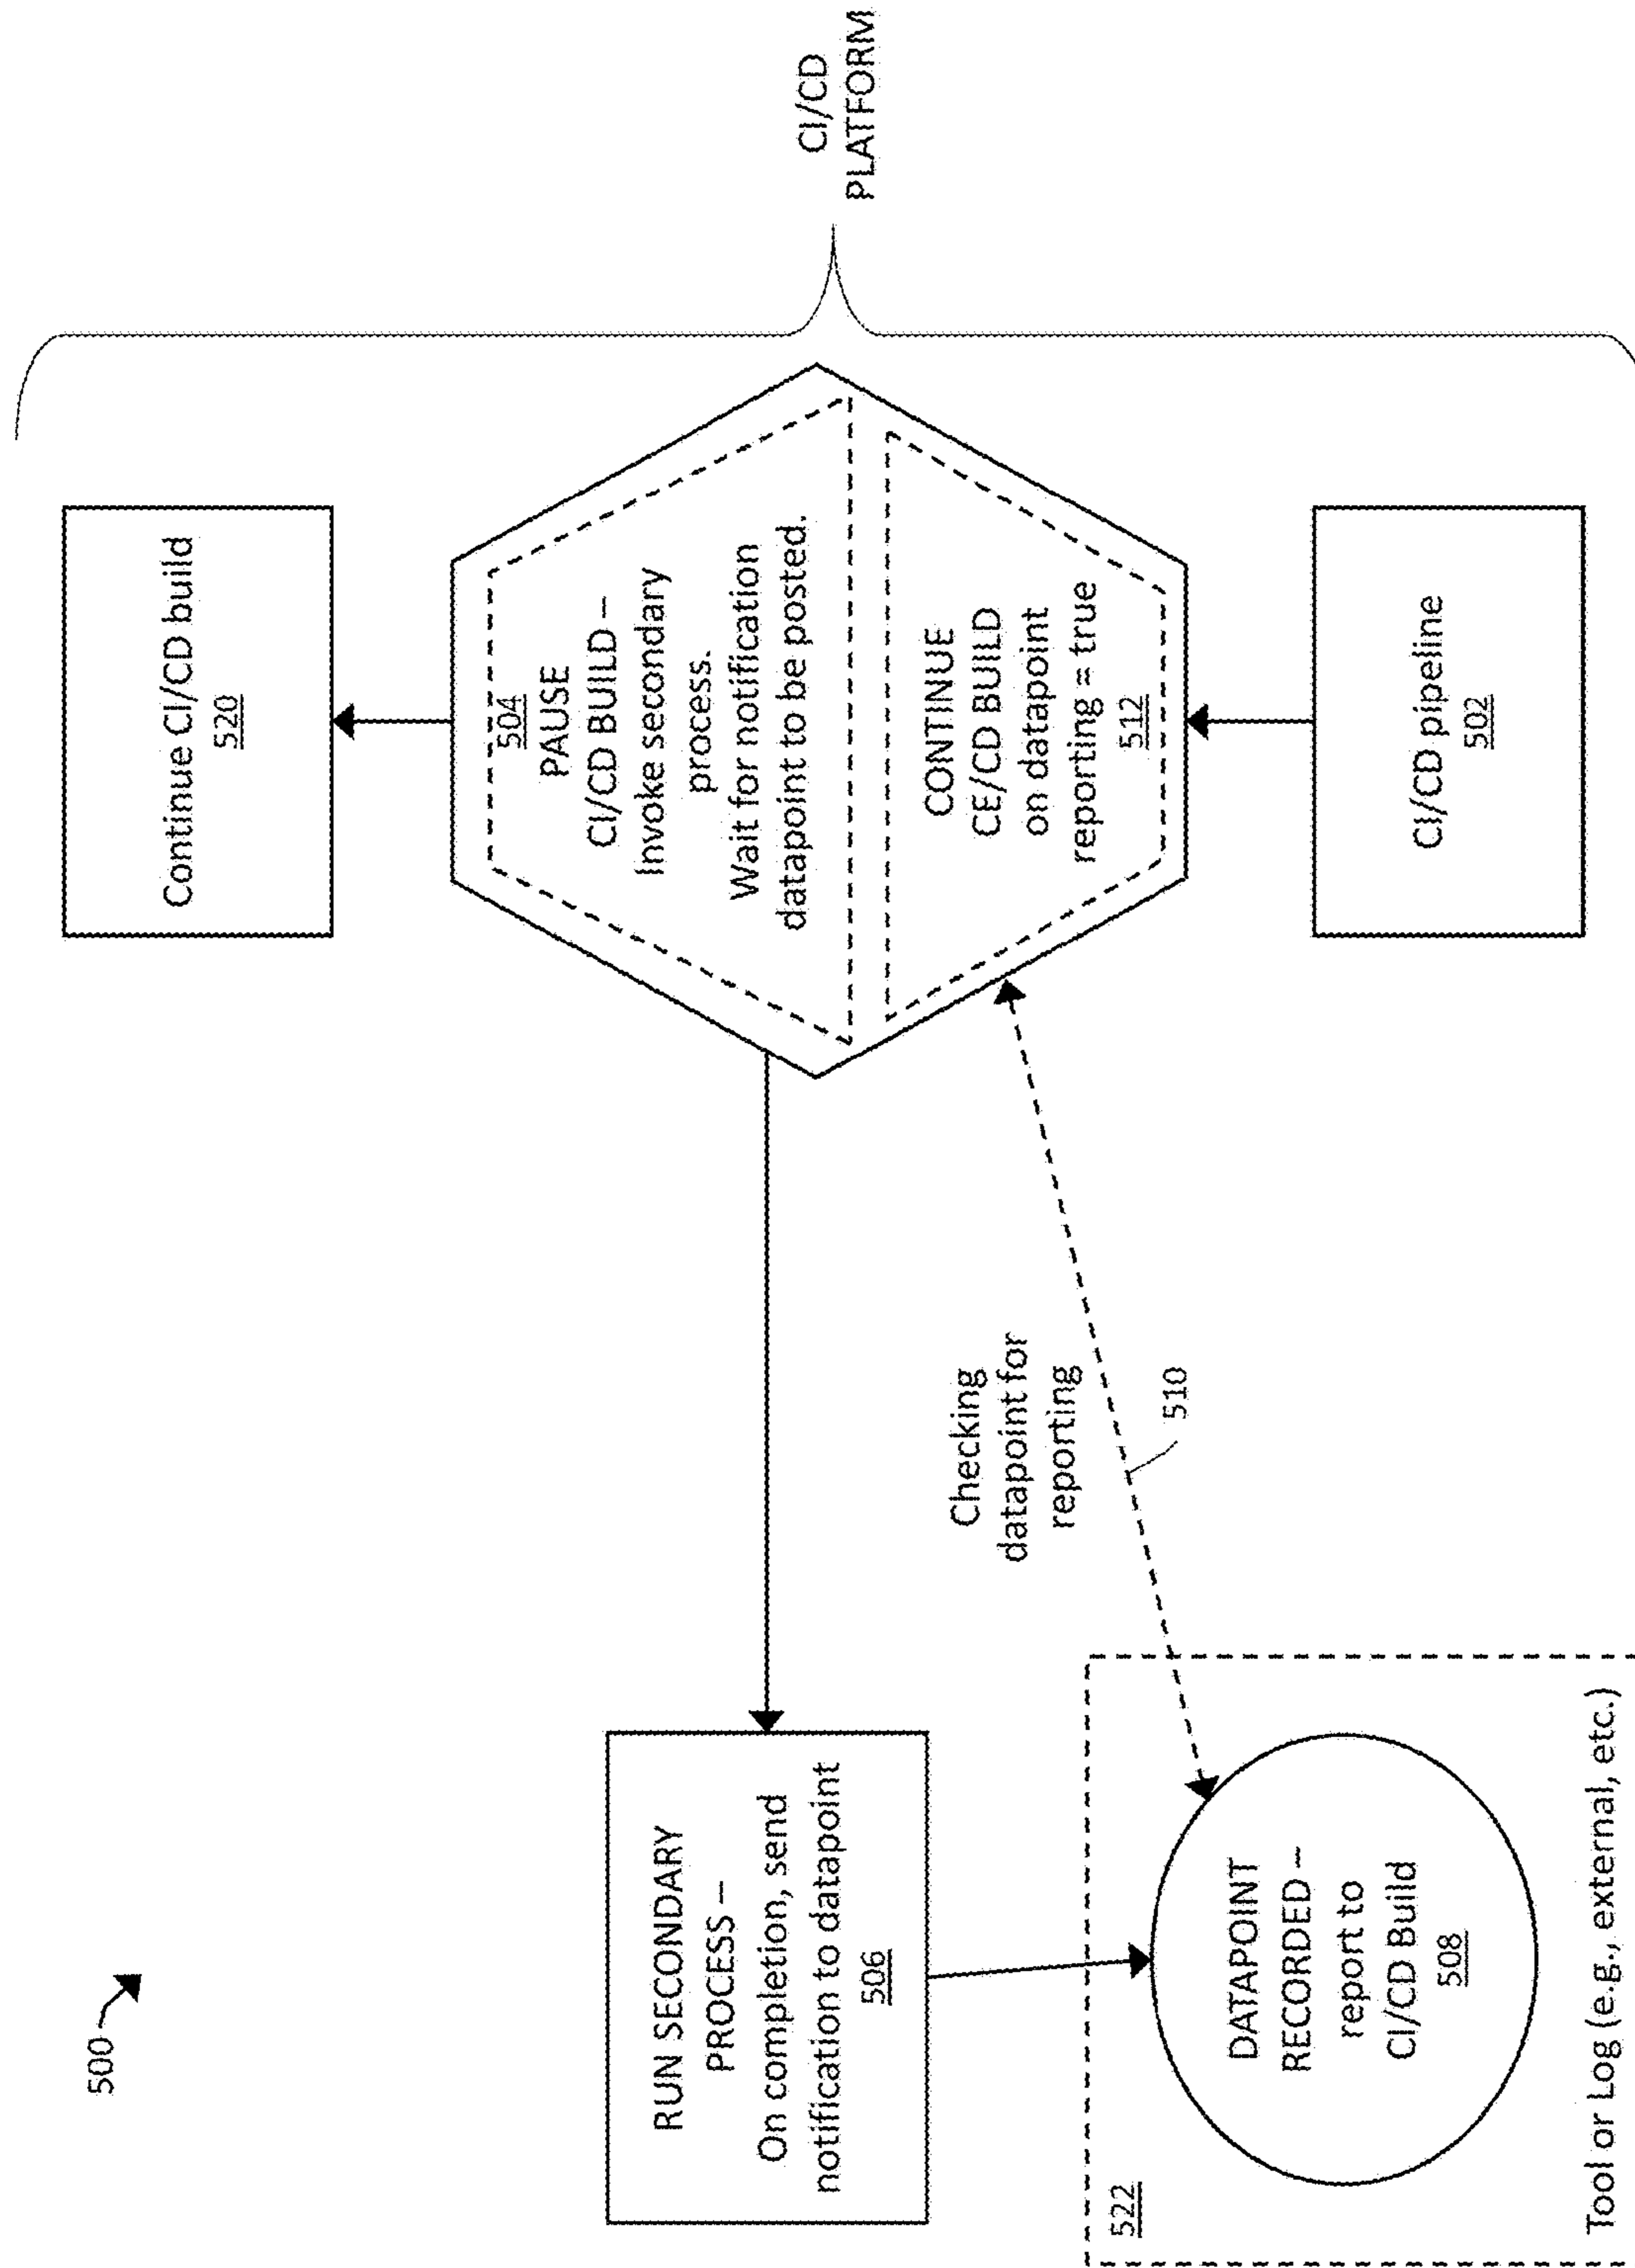 500
RUN SECONDARY
PROCESS –
On completion, send
notification to datapoint
506
522
DATAPOINT
RECORDED –
report to
CI/CD Build
508
Tool or Log (e.g., external, etc.)
Checking
datapoint for
reporting
510
Continue CI/CD build
520
504
PAUSE
CI/CD BUILD –
Invoke secondary
process.
Wait for notification
datapoint to be posted.
CONTINUE
CE/CD BUILD
on datapoint
reporting = true
512
CI/CD pipeline
502
CI/CD
PLATFORM